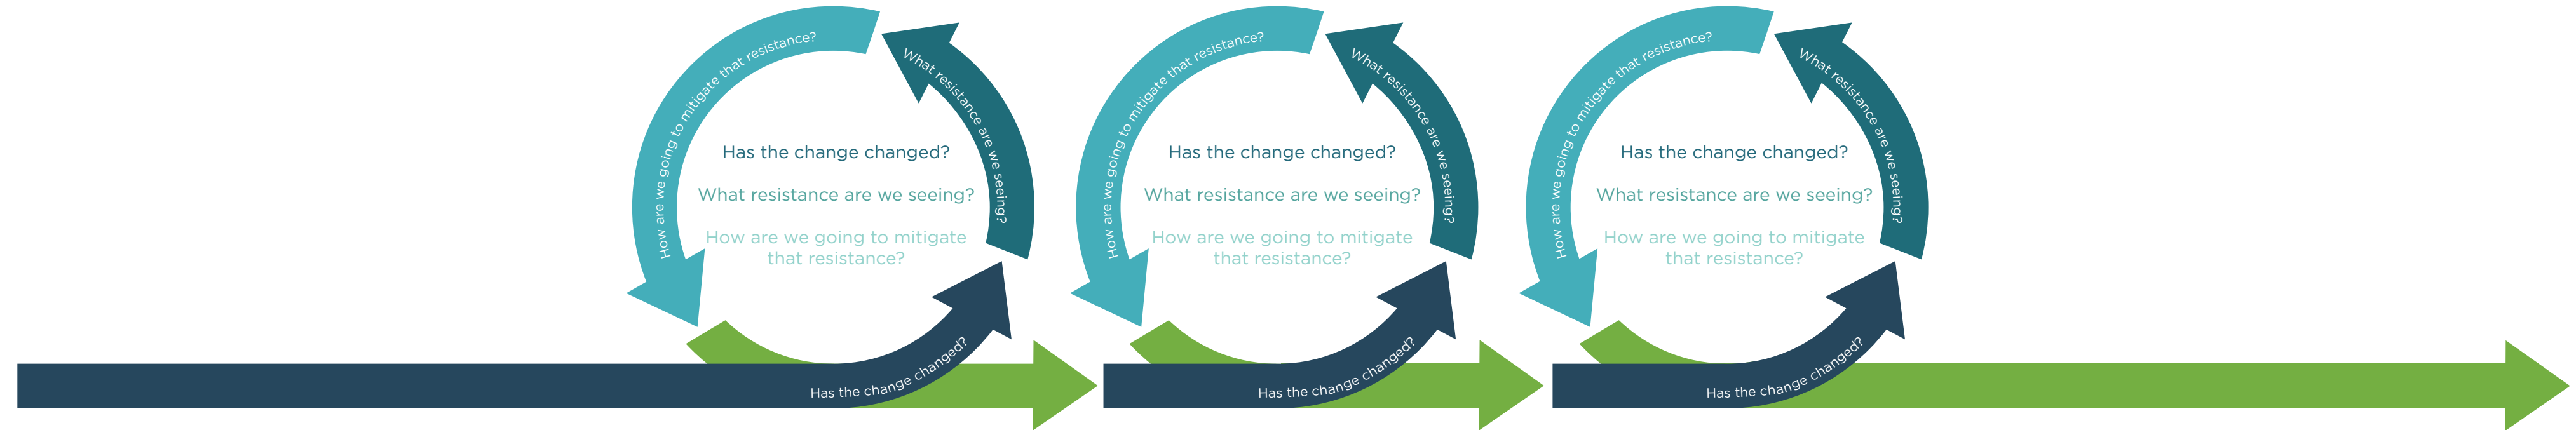 How are we going to mitigate that resistance?
What resistance are we seeing?
Has the change changed?
What resistance are we seeing?
How are we going to mitigate
that resistance?
Has the change changed?
How are we going to mitigate that resistance?
What resistance are we seeing?
Has the change changed?
What resistance are we seeing?
How are we going to mitigate
that resistance?
Has the change changed?
How are we going to mitigate that resistance?
What resistance are we seeing?
Has the change changed?
What resistance are we seeing?
How are we going to mitigate
that resistance?
Has the change changed?